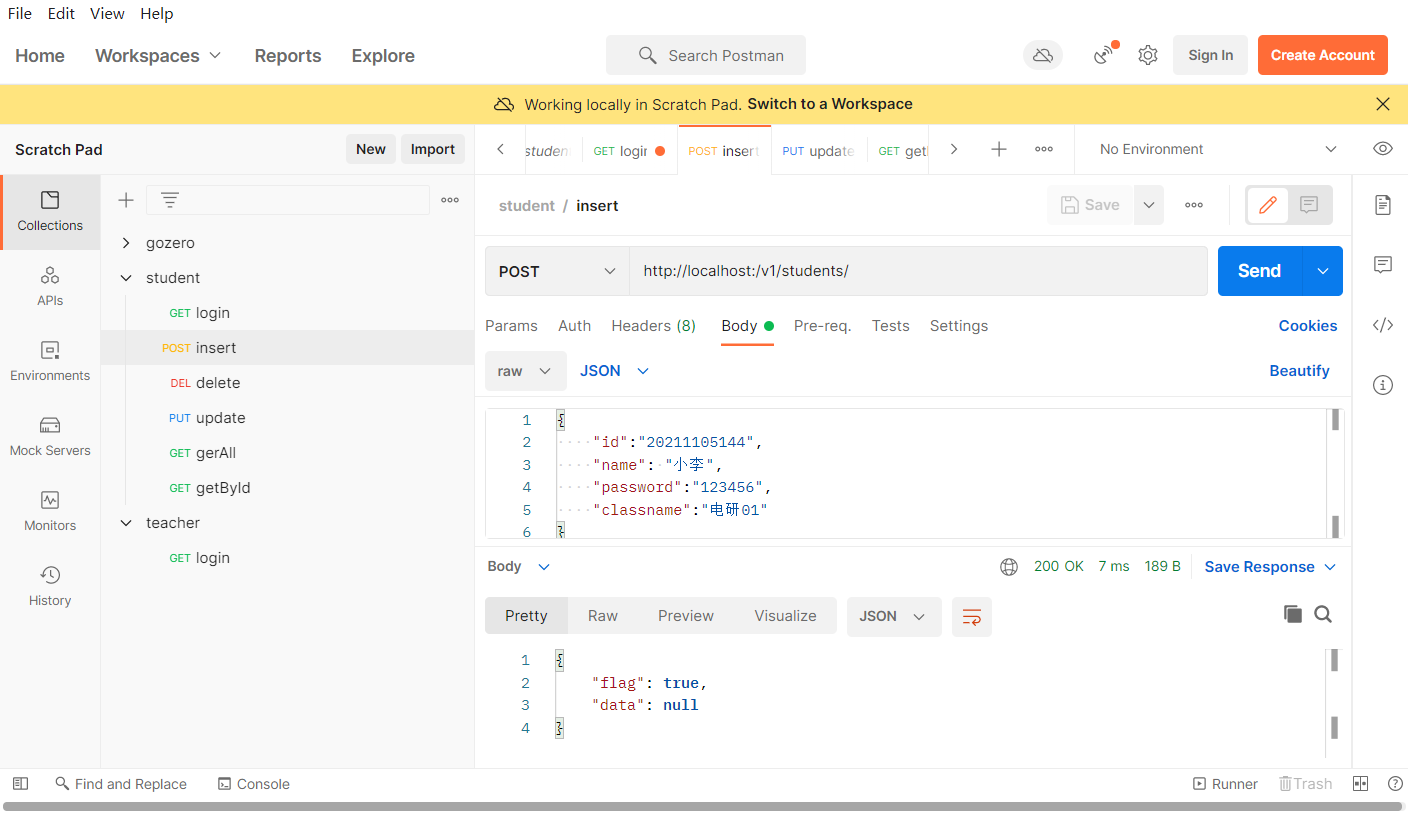 File Edit View Help
Home Workspaces Reports Explore Search Postman Sign In Create Account
Working locally in Scratch Pad. Switch to a Workspace
Scratch Pad New Import student GET login POST insert PUT update GET getl No Environment
Collections
student / insert Save
gozero
student
POST http://localhost:/v1/students/ Send
APIs
GET login
Params Auth Headers (8) Body Pre-req. Tests Settings Cookies
POST insert
Environments
raw JSON Beautify
DEL delete
PUT update
Mock Servers
GET gerAll
GET getById
Monitors
teacher
GET login
History
1 {
2 "id":"20211105144",
3 "name": "小李",
4 "password":"123456",
5 "classname":"电研01"
6 }
Body 200 OK 7 ms 189 B Save Response
Pretty Raw Preview Visualize JSON
1 {
2 "flag": true,
3 "data": null
4 }
Find and Replace Console Runner Trash